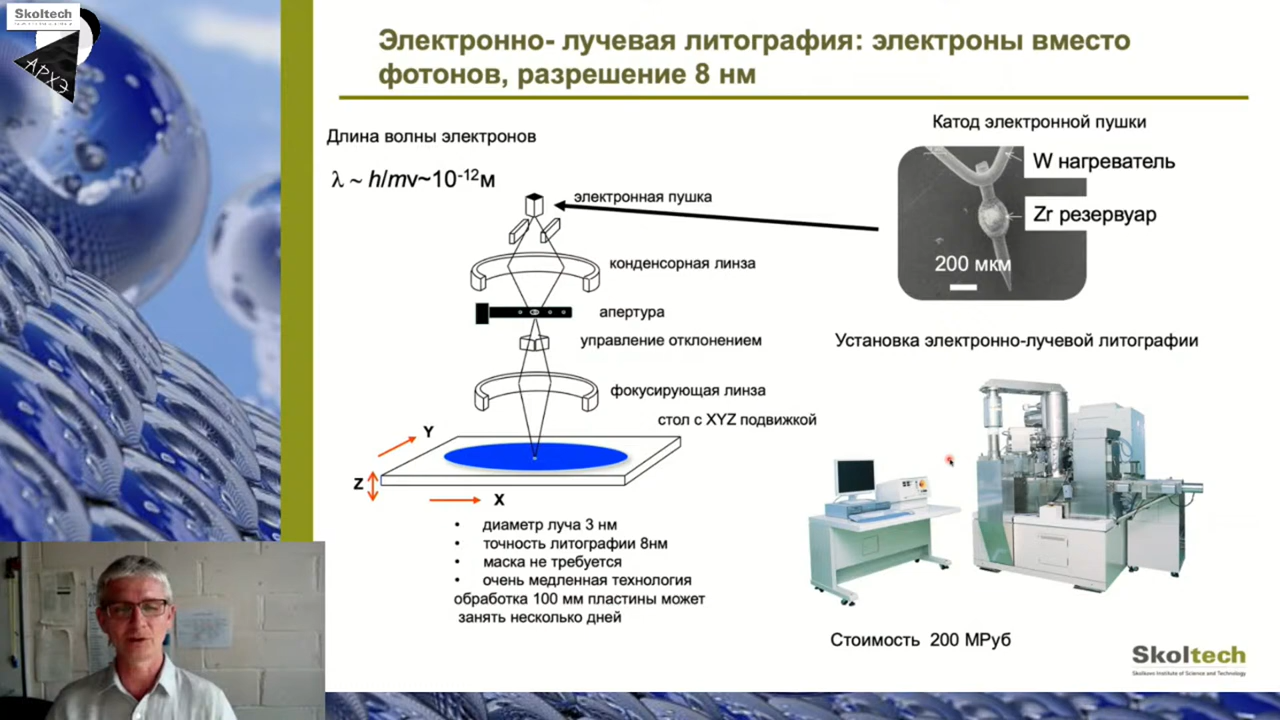 Skoltech
АРХЭ
Электронно- лучевая литография: электроны вместо
фотонов, разрешение 8 нм
Длина волны электронов
λ ~ h/mv~10⁻¹²м
Катод электронной пушки
W нагреватель
Zr резервуар
200 мкм
электронная пушка
конденсорная линза
апертура
управление отклонением
фокусирующая линза
стол с XYZ подвижкой
Y
Z
X
• диаметр луча 3 нм
• точность литографии 8нм
• маска не требуется
• очень медленная технология
обработка 100 мм пластины может
занять несколько дней
Установка электронно-лучевой литографии
Стоимость 200 МРуб
Skoltech
Skolkovo Institute of Science and Technology